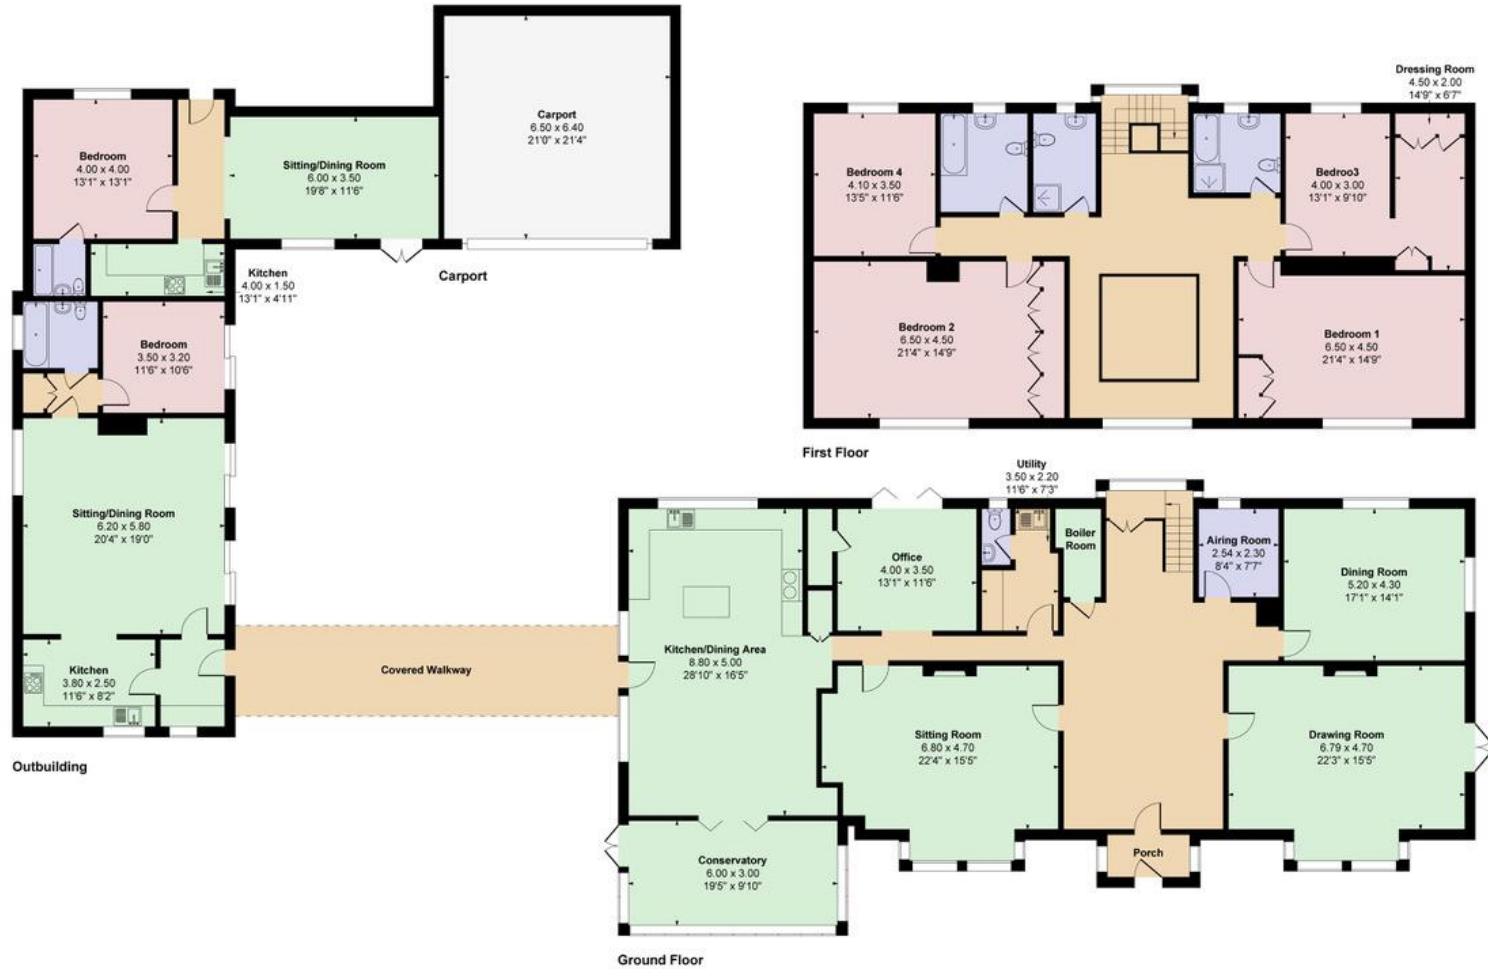 Carport
6.50 x 6.40
21'0" x 21'4"
Bedroom
4.00 x 4.00
13'1" x 13'1"
Sitting/Dining Room
6.00 x 3.50
19'8" x 11'6"
Kitchen
4.00 x 1.50
13'1" x 4'11"
Carport
Bedroom
3.50 x 3.20
11'6" x 10'6"
Sitting/Dining Room
6.20 x 5.80
20'4" x 19'0"
Kitchen
3.80 x 2.50
11'6" x 8'2"
Outbuilding
Covered Walkway
Dressing Room
4.50 x 2.00
14'9" x 6'7"
Bedroom 4
4.10 x 3.50
13'5" x 11'6"
Bedroo3
4.00 x 3.00
13'1" x 9'10"
Bedroom 2
6.50 x 4.50
21'4" x 14'9"
Bedroom 1
6.50 x 4.50
21'4" x 14'9"
First Floor
Utility
3.50 x 2.20
11'6" x 7'3"
Boiler
Room
Airing Room
2.54 x 2.30
8'4" x 7'7"
Office
4.00 x 3.50
13'1" x 11'6"
Dining Room
5.20 x 4.30
17'1" x 14'1"
Kitchen/Dining Area
8.80 x 5.00
28'10" x 16'5"
Sitting Room
6.80 x 4.70
22'4" x 15'5"
Drawing Room
6.79 x 4.70
22'3" x 15'5"
Conservatory
6.00 x 3.00
19'5" x 9'10"
Porch
Ground Floor